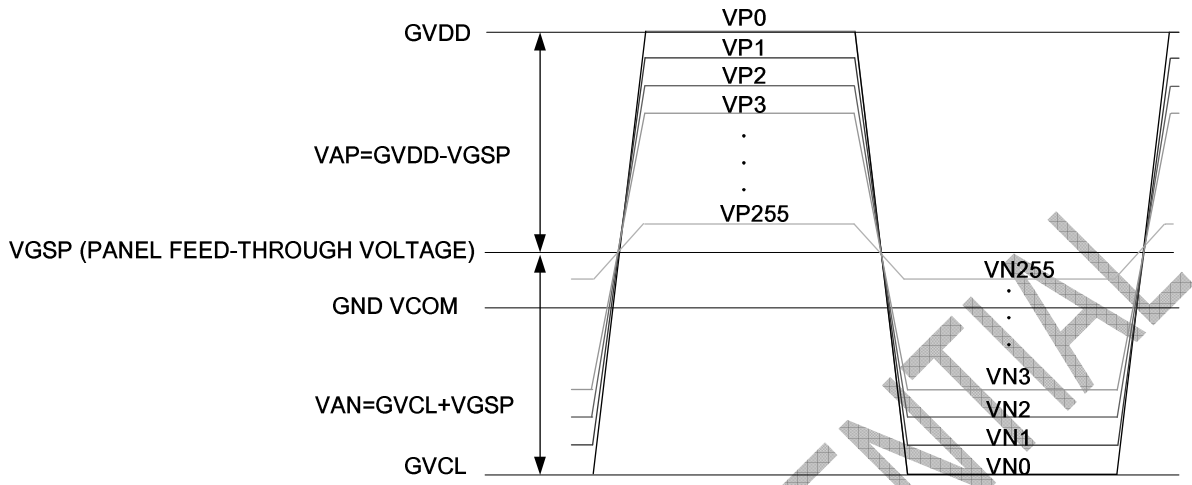 VP0
GVDD
VP1
VP2
VP3
VAP=GVDD-VGSP
VP255
VGSP (PANEL FEED-THROUGH VOLTAGE)
VN255
GND VCOM
VN3
VAN=GVCL+VGSP
VN2
VN1
GVCL
VN0
ENTIAL